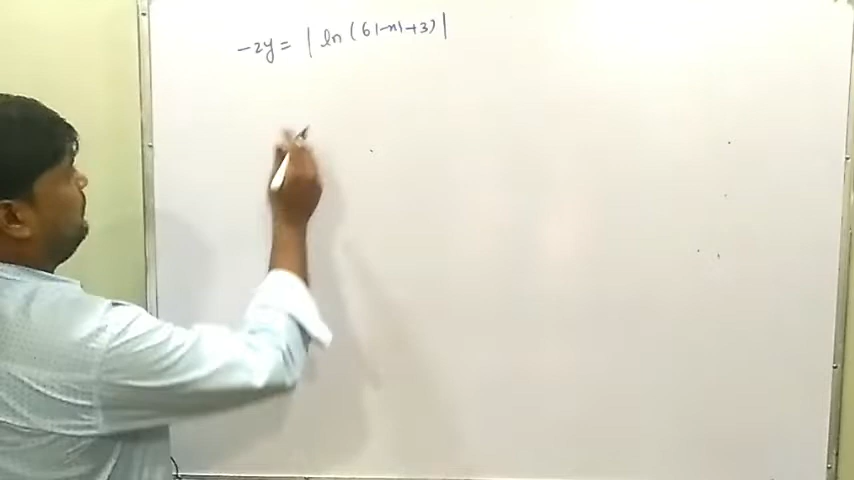 -2y = | ln (6|-x|+3) |